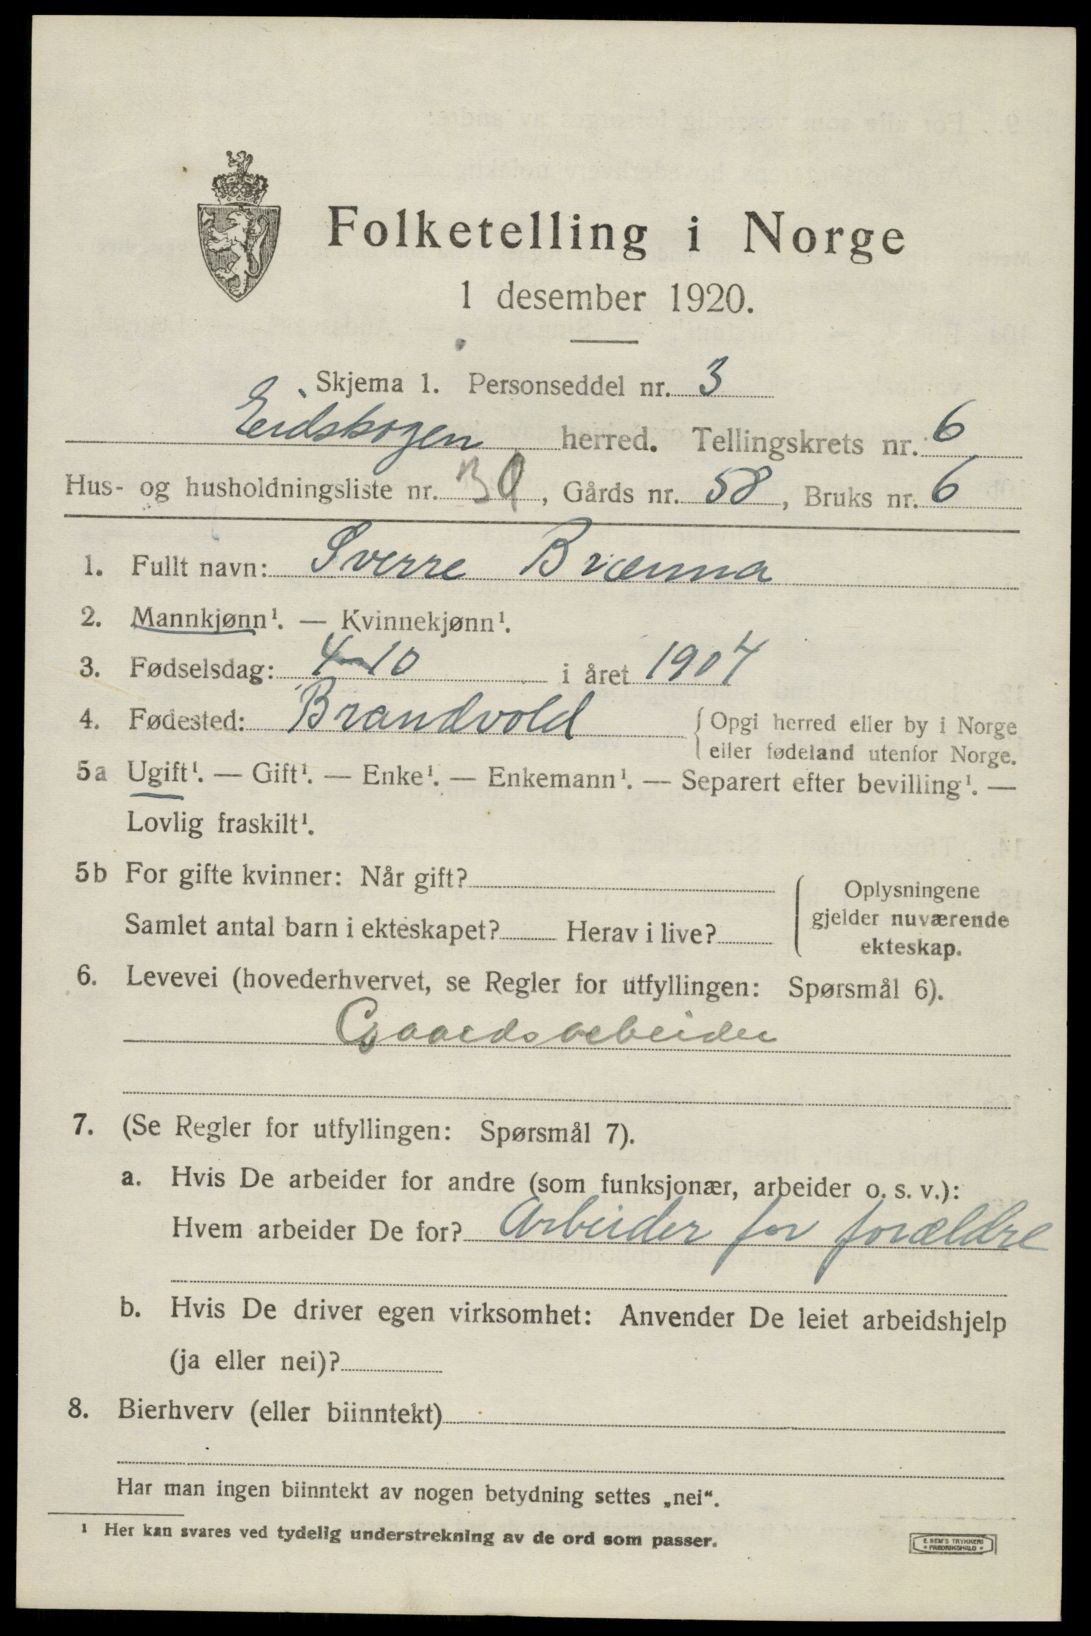 Folketelling i Norge
1 desember 1920.
Skjema 1. Personseddel nr. 3
Eidskogen herred. Tellingskrets nr. 6
Hus- og husholdningsliste nr. 39, Gårds nr. 58, Bruks nr. 6
1. Fullt navn: Sverre Brænna
2. Mannkjønn¹. — Kvinnekjønn¹.
3. Fødselsdag: 4-10 i året 1904
4. Fødested: Brandvold { Opgi herred eller by i Norge
eller fødeland utenfor Norge.
5a Ugift¹. — Gift¹. — Enke¹. — Enkemann¹. — Separert efter bevilling¹. —
Lovlig fraskilt¹.
5b For gifte kvinner: Når gift?
Samlet antal barn i ekteskapet? Herav i live?
{ Oplysningene
gjelder nuværende
ekteskap.
6. Levevei (hovederhvervet, se Regler for utfyllingen: Spørsmål 6).
Gaardsarbeider
7. (Se Regler for utfyllingen: Spørsmål 7).
a. Hvis De arbeider for andre (som funksjonær, arbeider o. s. v.):
Hvem arbeider De for? Arbeider for forældre
b. Hvis De driver egen virksomhet: Anvender De leiet arbeidshjelp
(ja eller nei)?
8. Bierhverv (eller biinntekt)
Har man ingen biinntekt av nogen betydning settes „nei“.
¹ Her kan svares ved tydelig understrekning av de ord som passer.
E. SEM'S TRYKKERI
• FREDRIKSHALD •